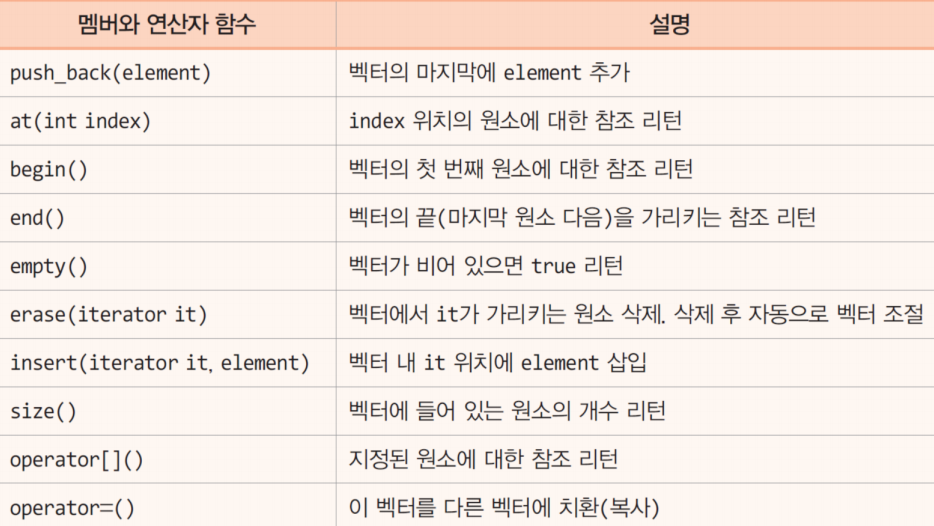 멤버와 연산자 함수 설명
push_back(element) 벡터의 마지막에 element 추가
at(int index) index 위치의 원소에 대한 참조 리턴
begin() 벡터의 첫 번째 원소에 대한 참조 리턴
end() 벡터의 끝(마지막 원소 다음)을 가리키는 참조 리턴
empty() 벡터가 비어 있으면 true 리턴
erase(iterator it) 벡터에서 it가 가리키는 원소 삭제. 삭제 후 자동으로 벡터 조절
insert(iterator it, element) 벡터 내 it 위치에 element 삽입
size() 벡터에 들어 있는 원소의 개수 리턴
operator[]() 지정된 원소에 대한 참조 리턴
operator=() 이 벡터를 다른 벡터에 치환(복사)